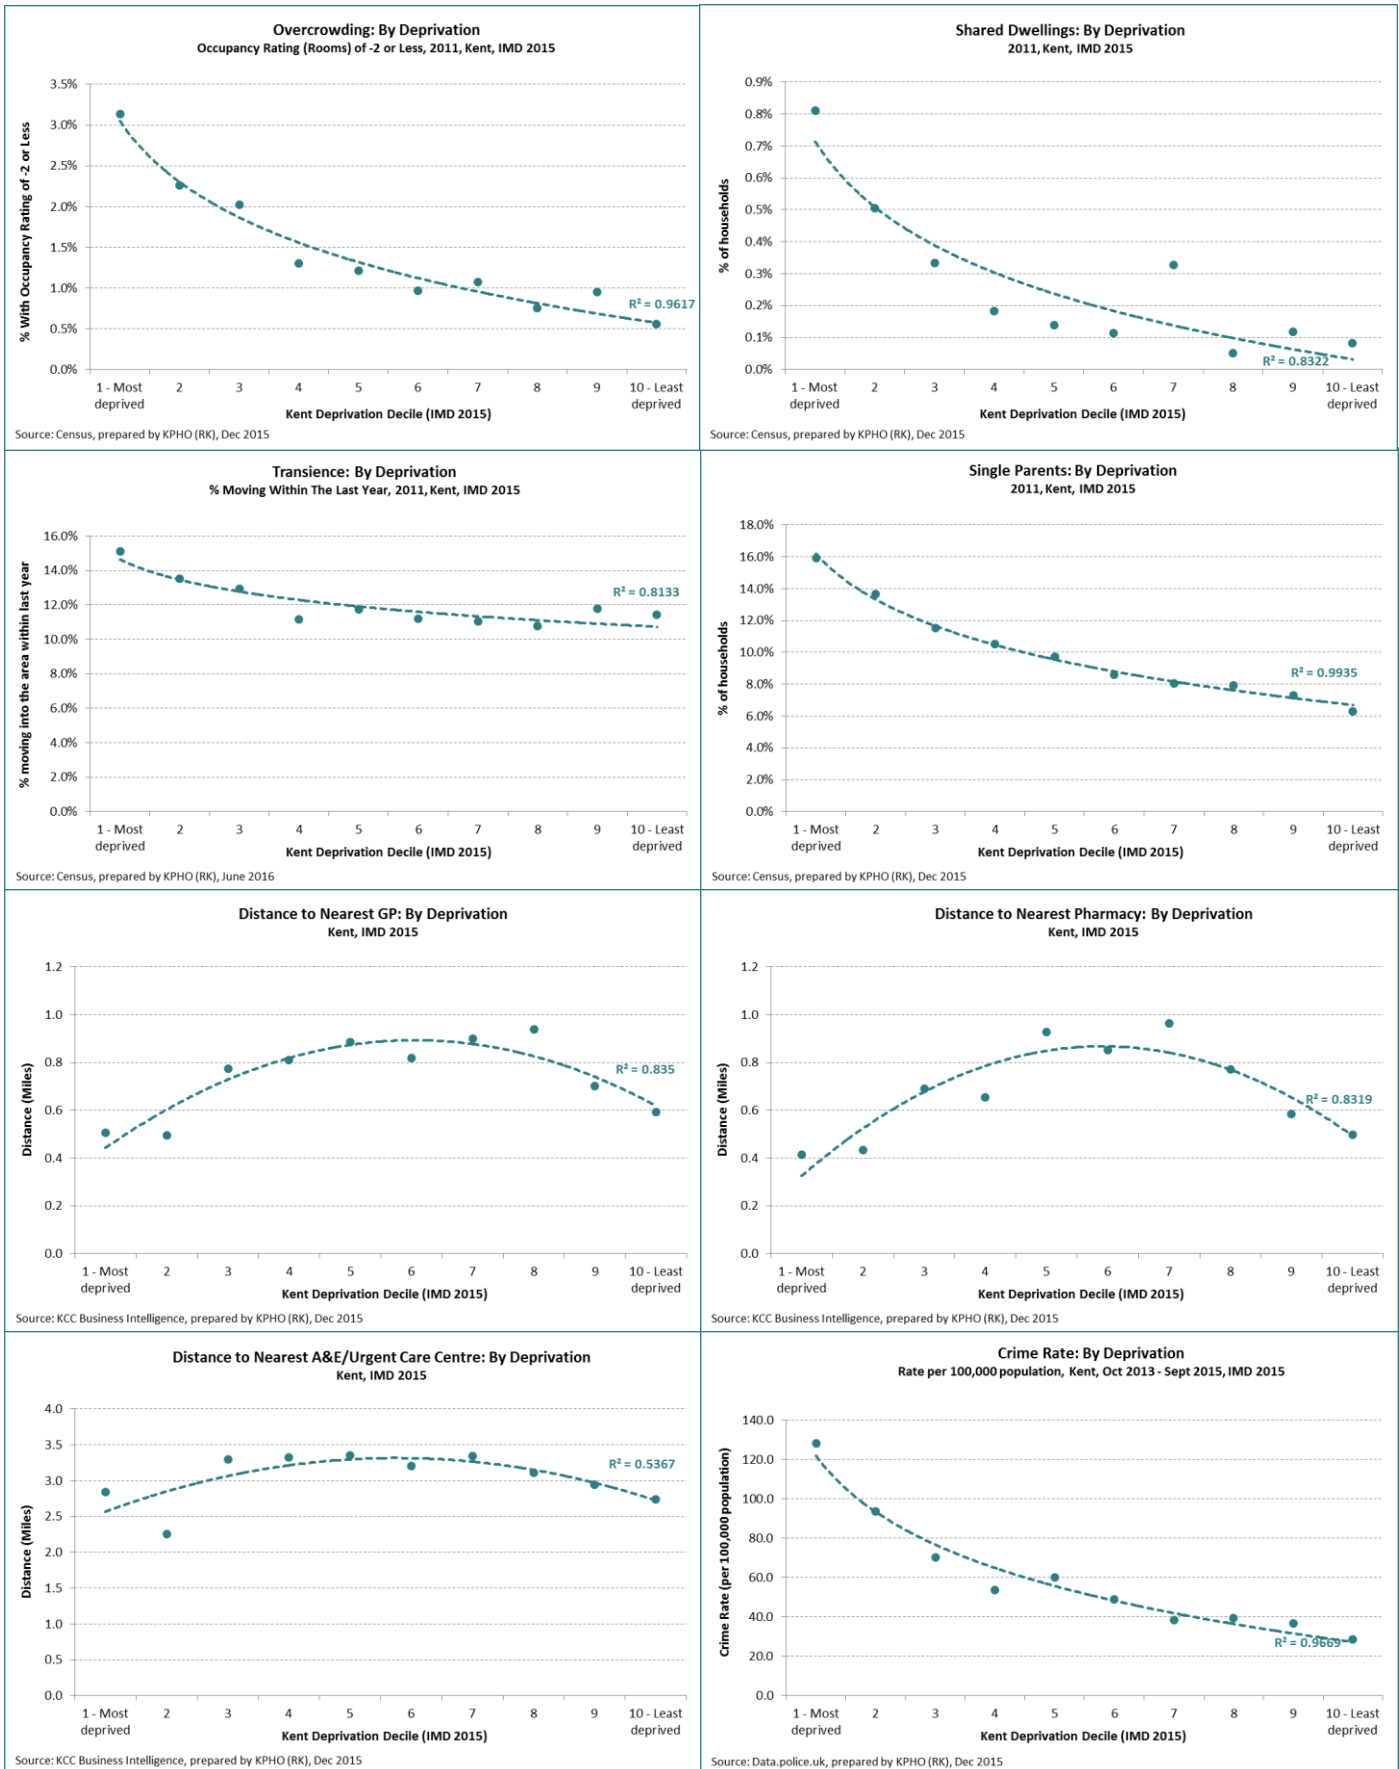 Overcrowding: By Deprivation
Occupancy Rating (Rooms) of -2 or Less, 2011, Kent, IMD 2015
% With Occupancy Rating of -2 or Less
3.5%
3.0%
2.5%
2.0%
1.5%
1.0%
0.5%
0.0%
R² = 0.9617
1 - Most deprived 2 3 4 5 6 7 8 9 10 - Least deprived
Kent Deprivation Decile (IMD 2015)
Source: Census, prepared by KPHO (RK), Dec 2015
Shared Dwellings: By Deprivation
2011, Kent, IMD 2015
% of households
0.9%
0.8%
0.7%
0.6%
0.5%
0.4%
0.3%
0.2%
0.1%
0.0%
R² = 0.8322
1 - Most deprived 2 3 4 5 6 7 8 9 10 - Least deprived
Kent Deprivation Decile (IMD 2015)
Source: Census, prepared by KPHO (RK), Dec 2015
Transience: By Deprivation
% Moving Within The Last Year, 2011, Kent, IMD 2015
% moving into the area within last year
16.0%
14.0%
12.0%
10.0%
8.0%
6.0%
4.0%
2.0%
0.0%
R² = 0.8133
1 - Most deprived 2 3 4 5 6 7 8 9 10 - Least deprived
Kent Deprivation Decile (IMD 2015)
Source: Census, prepared by KPHO (RK), June 2016
Single Parents: By Deprivation
2011, Kent, IMD 2015
% of households
18.0%
16.0%
14.0%
12.0%
10.0%
8.0%
6.0%
4.0%
2.0%
0.0%
R² = 0.9935
1 - Most deprived 2 3 4 5 6 7 8 9 10 - Least deprived
Kent Deprivation Decile (IMD 2015)
Source: Census, prepared by KPHO (RK), Dec 2015
Distance to Nearest GP: By Deprivation
Kent, IMD 2015
Distance (Miles)
1.2
1.0
0.8
0.6
0.4
0.2
0.0
R² = 0.835
1 - Most deprived 2 3 4 5 6 7 8 9 10 - Least deprived
Kent Deprivation Decile (IMD 2015)
Source: KCC Business Intelligence, prepared by KPHO (RK), Dec 2015
Distance to Nearest Pharmacy: By Deprivation
Kent, IMD 2015
Distance (Miles)
1.2
1.0
0.8
0.6
0.4
0.2
0.0
R² = 0.8319
1 - Most deprived 2 3 4 5 6 7 8 9 10 - Least deprived
Kent Deprivation Decile (IMD 2015)
Source: KCC Business Intelligence, prepared by KPHO (RK), Dec 2015
Distance to Nearest A&E/Urgent Care Centre: By Deprivation
Kent, IMD 2015
Distance (Miles)
4.0
3.5
3.0
2.5
2.0
1.5
1.0
0.5
0.0
R² = 0.5367
1 - Most deprived 2 3 4 5 6 7 8 9 10 - Least deprived
Kent Deprivation Decile (IMD 2015)
Source: KCC Business Intelligence, prepared by KPHO (RK), Dec 2015
Crime Rate: By Deprivation
Rate per 100,000 population, Kent, Oct 2013 - Sept 2015, IMD 2015
Crime Rate (per 100,000 population)
140.0
120.0
100.0
80.0
60.0
40.0
20.0
0.0
R² = 0.9669
1 - Most deprived 2 3 4 5 6 7 8 9 10 - Least deprived
Kent Deprivation Decile (IMD 2015)
Source: Data.police.uk, prepared by KPHO (RK), Dec 2015